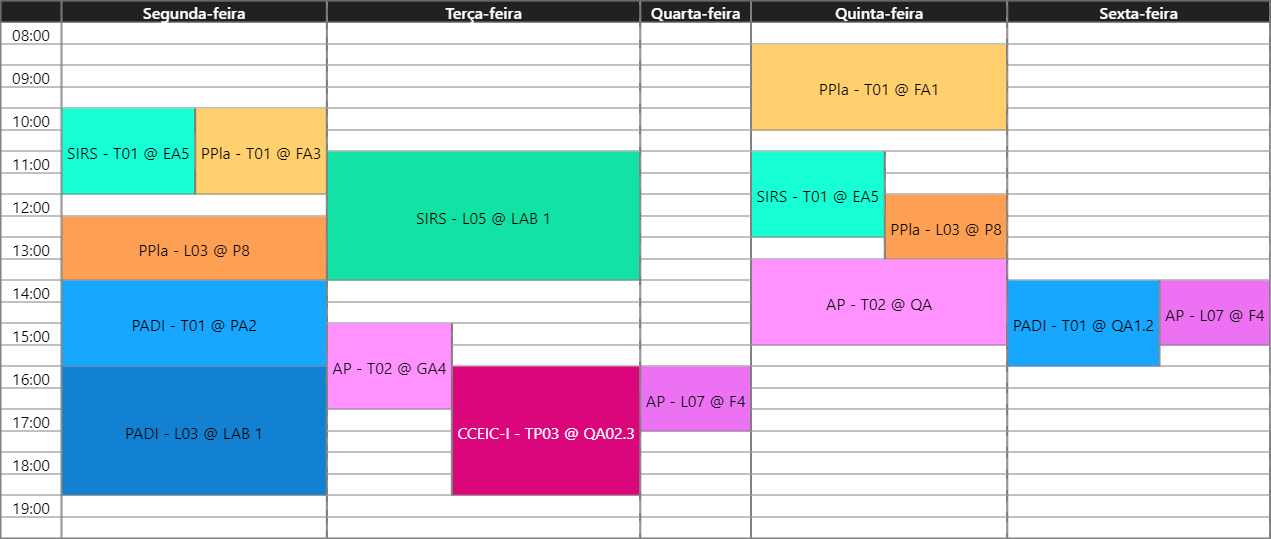 Segunda-feira
Terça-feira
Quarta-feira
Quinta-feira
Sexta-feira
08:00
09:00
PPla - T01 @ FA1
10:00
SIRS - T01 @ EA5
PPla - T01 @ FA3
11:00
SIRS - T01 @ EA5
12:00
SIRS - L05 @ LAB 1
PPla - L03 @ P8
13:00
PPla - L03 @ P8
14:00
AP - T02 @ QA
PADI - T01 @ PA2
PADI - T01 @ QA1.2
AP - L07 @ F4
15:00
AP - T02 @ GA4
16:00
AP - L07 @ F4
17:00
PADI - L03 @ LAB 1
CCEIC-I - TP03 @ QA02.3
18:00
19:00